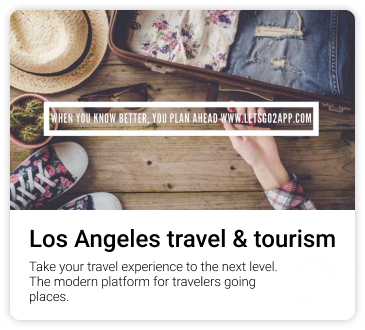 WHEN YOU KNOW BETTER, YOU PLAN AHEAD WWW.LETSGO2APP.COM
Los Angeles travel & tourism
Take your travel experience to the next level.
The modern platform for travelers going
places.